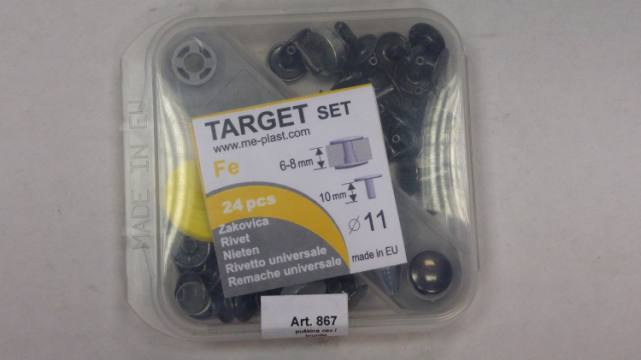 MADE IN EU
TARGET SET
www.me-plast.com
Fe
6-8 mm
10 mm
24 pcs
Zakovica
Rivet
Nieten
Rivetto universale
Remache universale
ø 11
made in EU
Art. 867